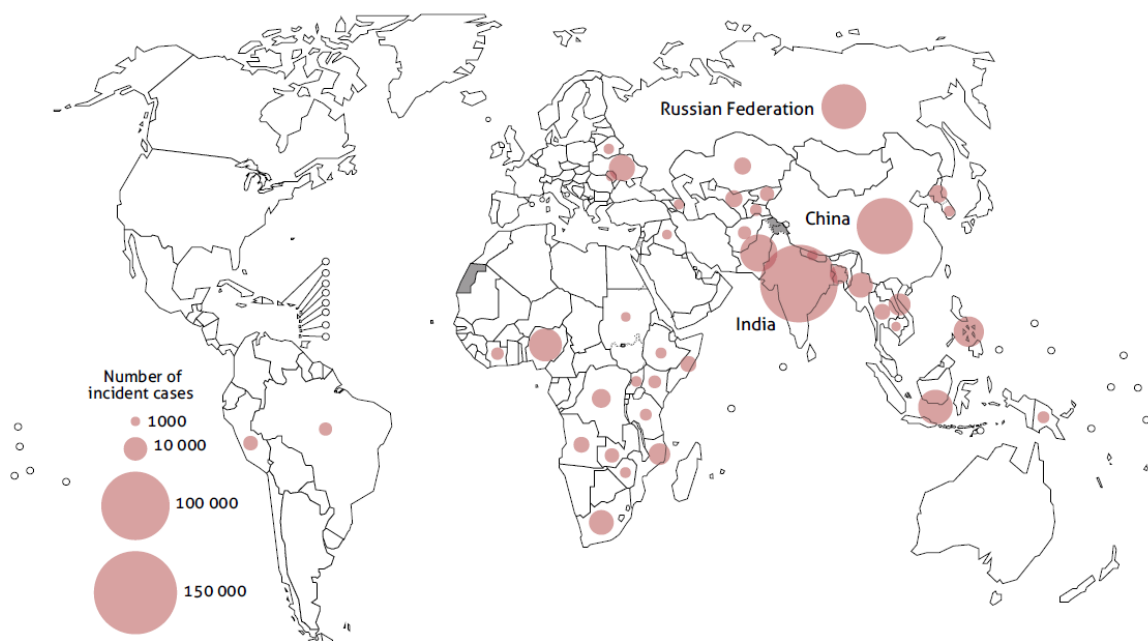 Russian Federation
China
India
Number of
incident cases
1000
10 000
100 000
150 000